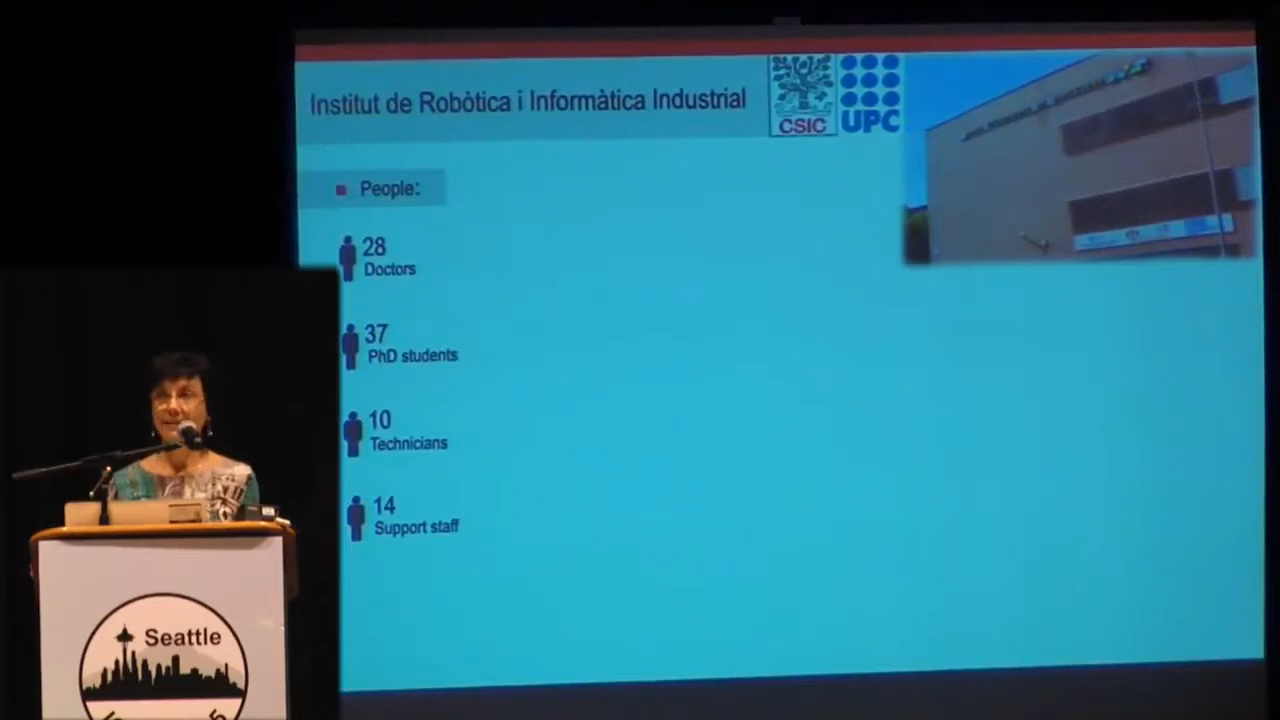 Institut de Robòtica i Informàtica Industrial
CSIC
UPC
People:
28
Doctors
37
PhD students
10
Technicians
14
Support staff
Seattle